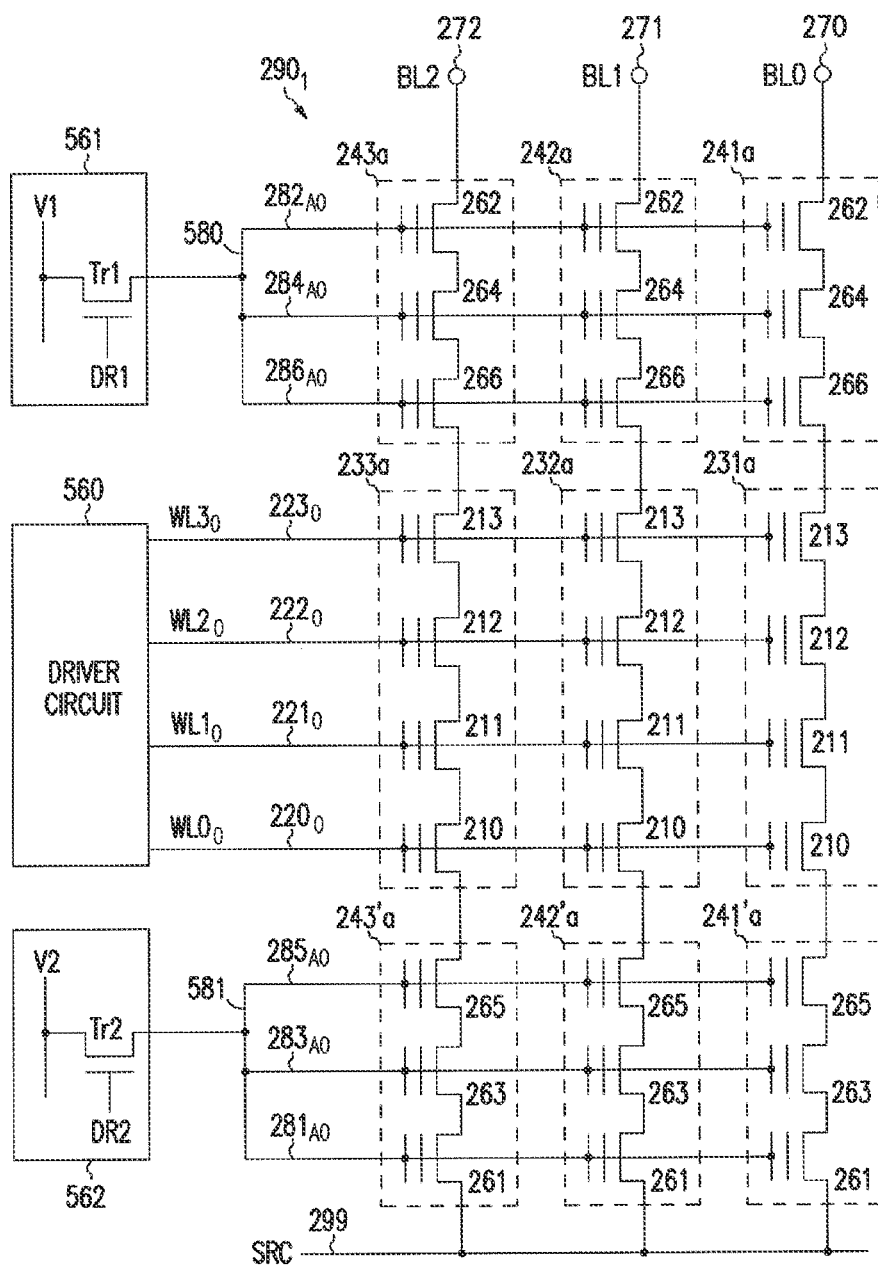 272 271 270
290₁ BL2 BL1 BL0
561 243a 242a 241a
V1 282A0 262 262 262
580
Tr1 284A0 264 264 264
DR1 286A0 266 266 266
233a 232a 231a
560
WL3₀ 223₀ 213 213 213
WL2₀ 222₀ 212 212 212
DRIVER
CIRCUIT
WL1₀ 221₀ 211 211 211
WL0₀ 220₀ 210 210 210
243'a 242'a 241'a
V2 285A0 265 265 265
581
Tr2 283A0 263 263 263
DR2 281A0 261 261 261
562
SRC 299